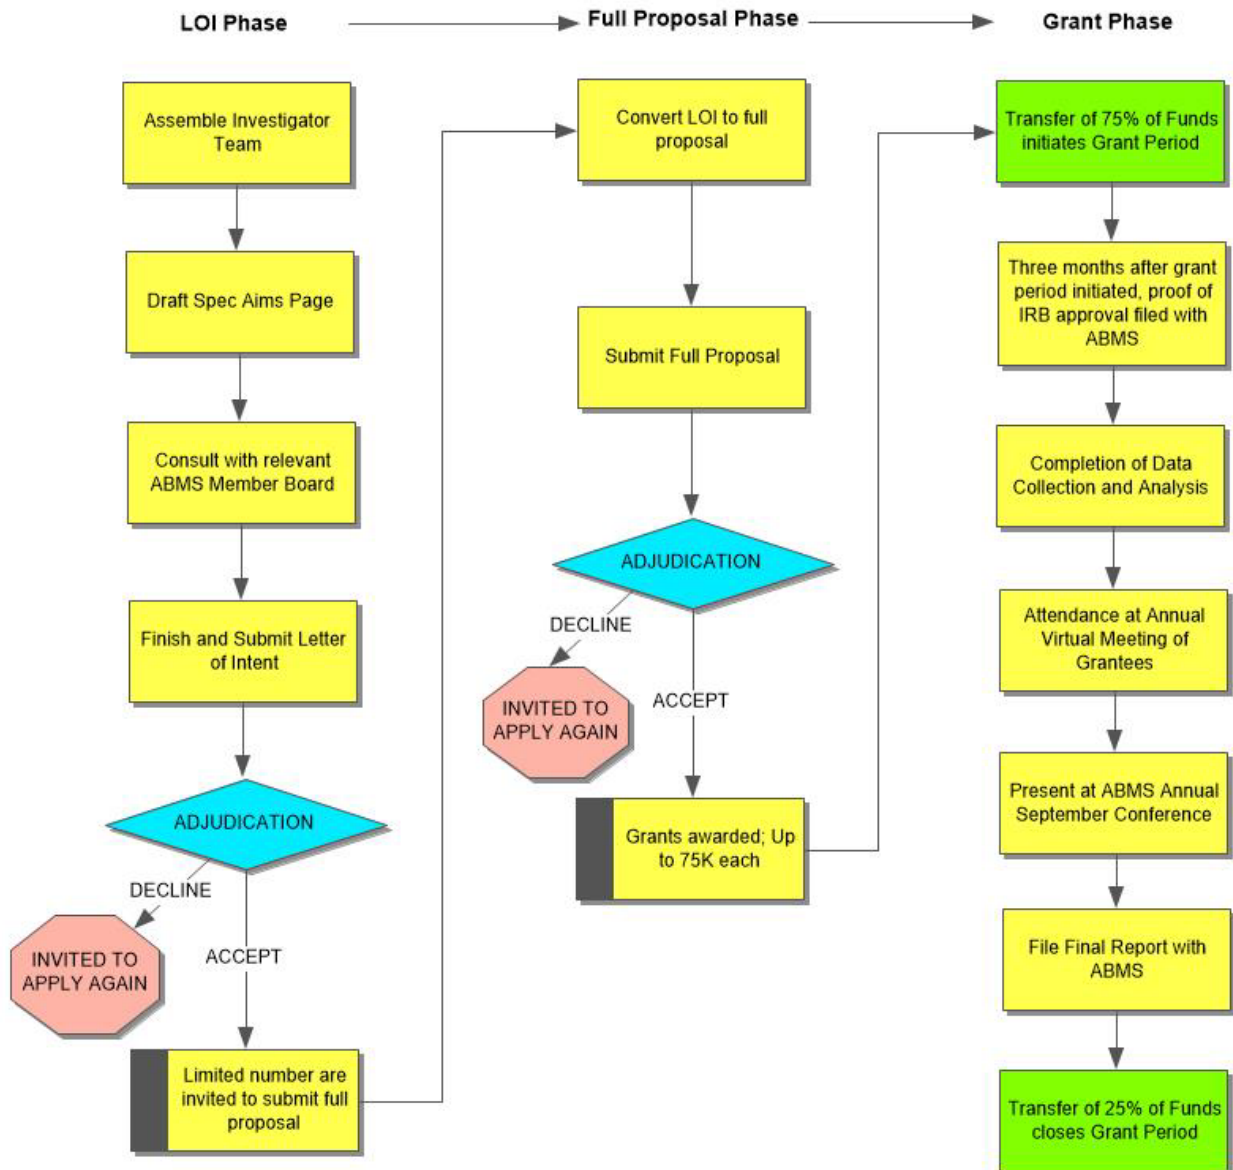 LOI Phase
Full Proposal Phase
Grant Phase
Assemble Investigator
Team
Draft Spec Aims Page
Consult with relevant
ABMS Member Board
Finish and Submit Letter
of Intent
ADJUDICATION
DECLINE
INVITED TO
APPLY AGAIN
ACCEPT
Limited number are
invited to submit full
proposal
Convert LOI to full
proposal
Submit Full Proposal
ADJUDICATION
DECLINE
INVITED TO
APPLY AGAIN
ACCEPT
Grants awarded; Up
to 75K each
Transfer of 75% of Funds
initiates Grant Period
Three months after grant
period initiated, proof of
IRB approval filed with
ABMS
Completion of Data
Collection and Analysis
Attendance at Annual
Virtual Meeting of
Grantees
Present at ABMS Annual
September Conference
File Final Report with
ABMS
Transfer of 25% of Funds
closes Grant Period